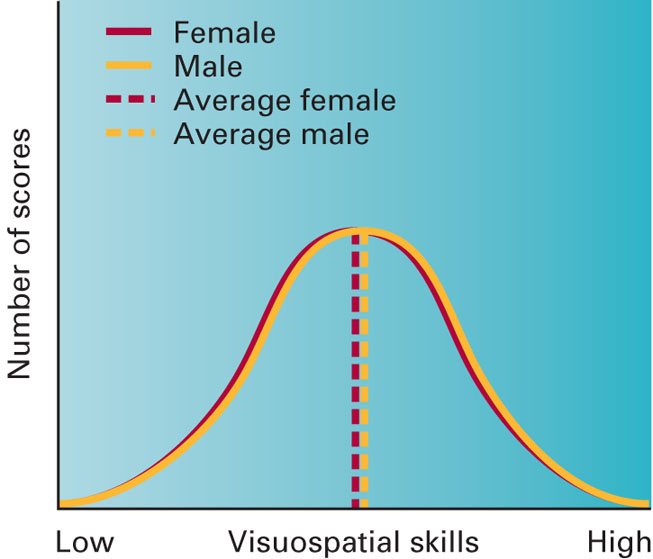 Female
Male
Average female
Average male
Number of scores
Low
Visuospatial skills
High